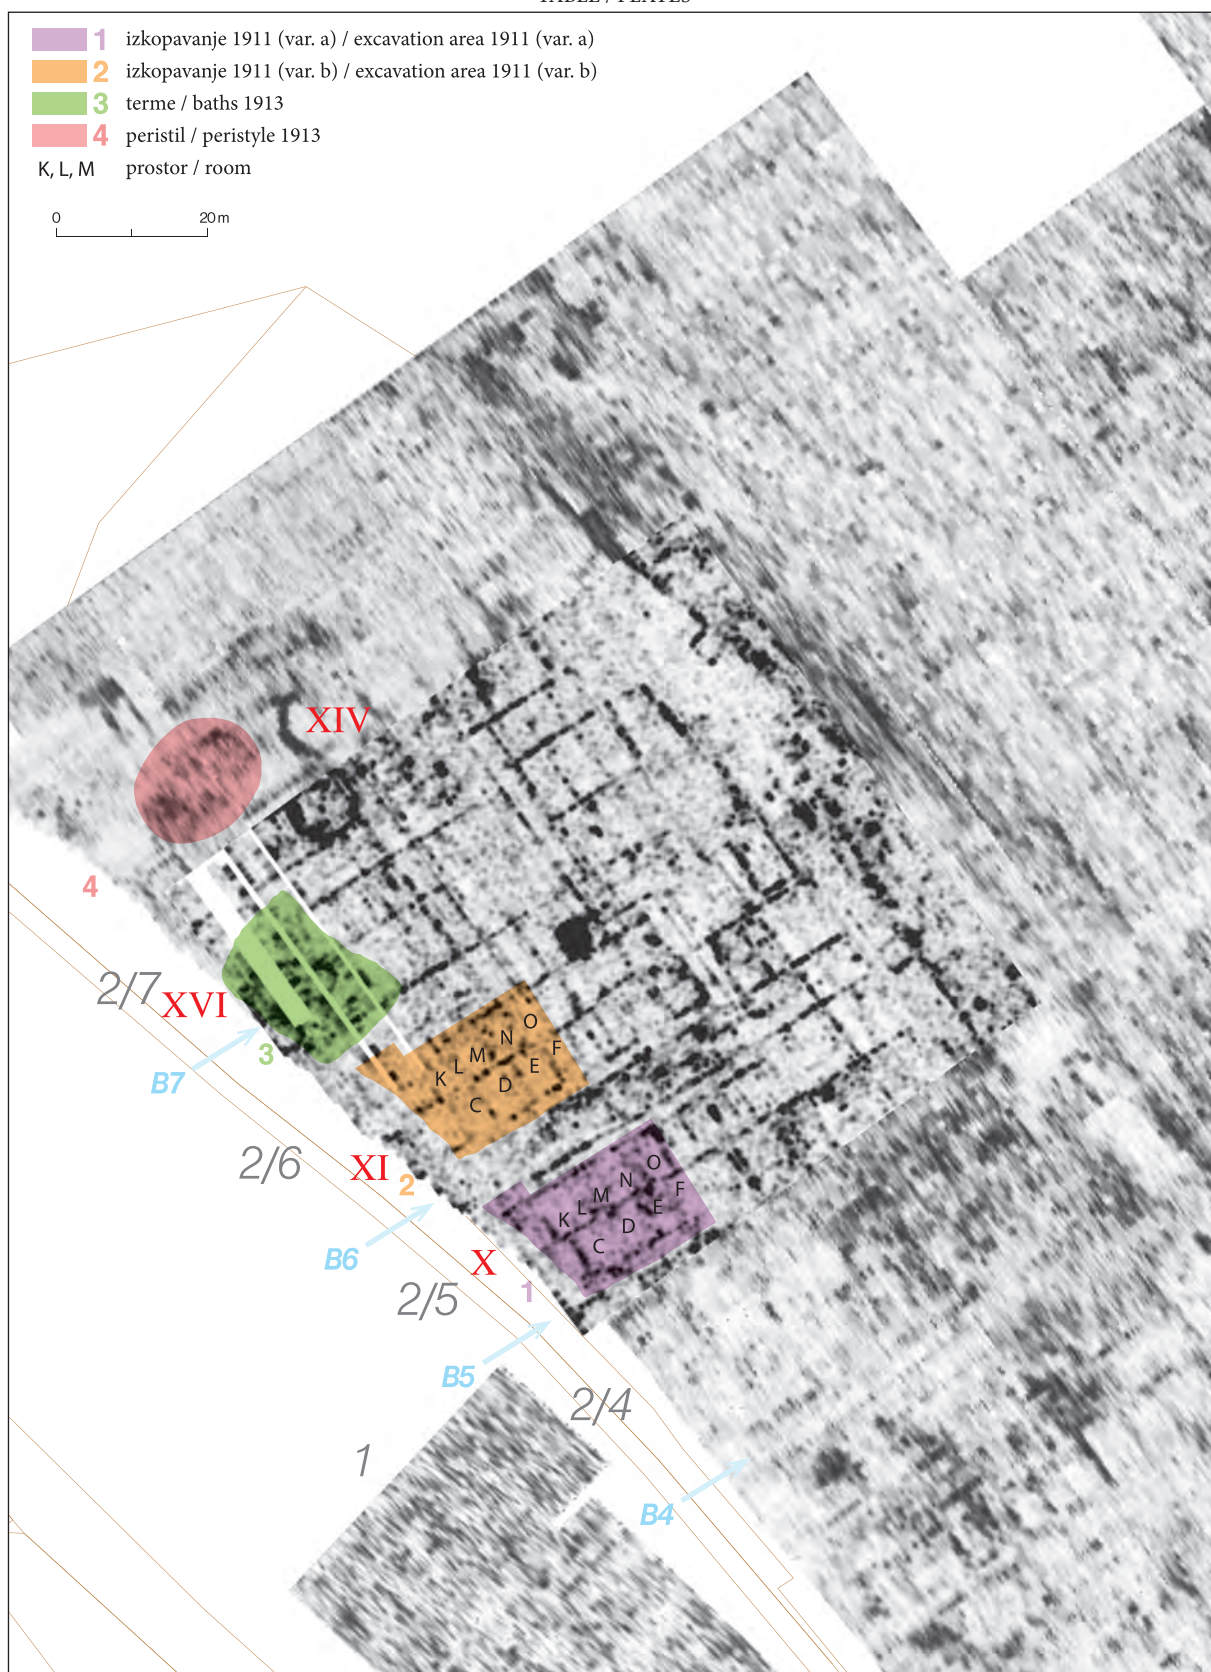 TABLE / PLATES
1 izkopavanje 1911 (var. a) / excavation area 1911 (var. a)
2 izkopavanje 1911 (var. b) / excavation area 1911 (var. b)
3 terme / baths 1913
4 peristil / peristyle 1913
K, L, M prostor / room
0 20 m
XIV
4
2/7
XVI
3
B7
O
N
F
M
E
L
K
D
C
2/6
XI
2
B6
O
N
F
M
E
L
K
D
C
X
1
2/5
B5
2/4
1
B4